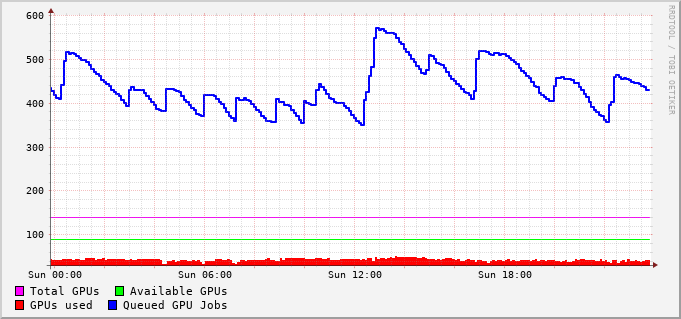 600
500
400
300
200
100
Sun 00:00 Sun 06:00 Sun 12:00 Sun 18:00
Total GPUs Available GPUs
GPUs used Queued GPU Jobs
RRDTOOL / TOBI OETIKER